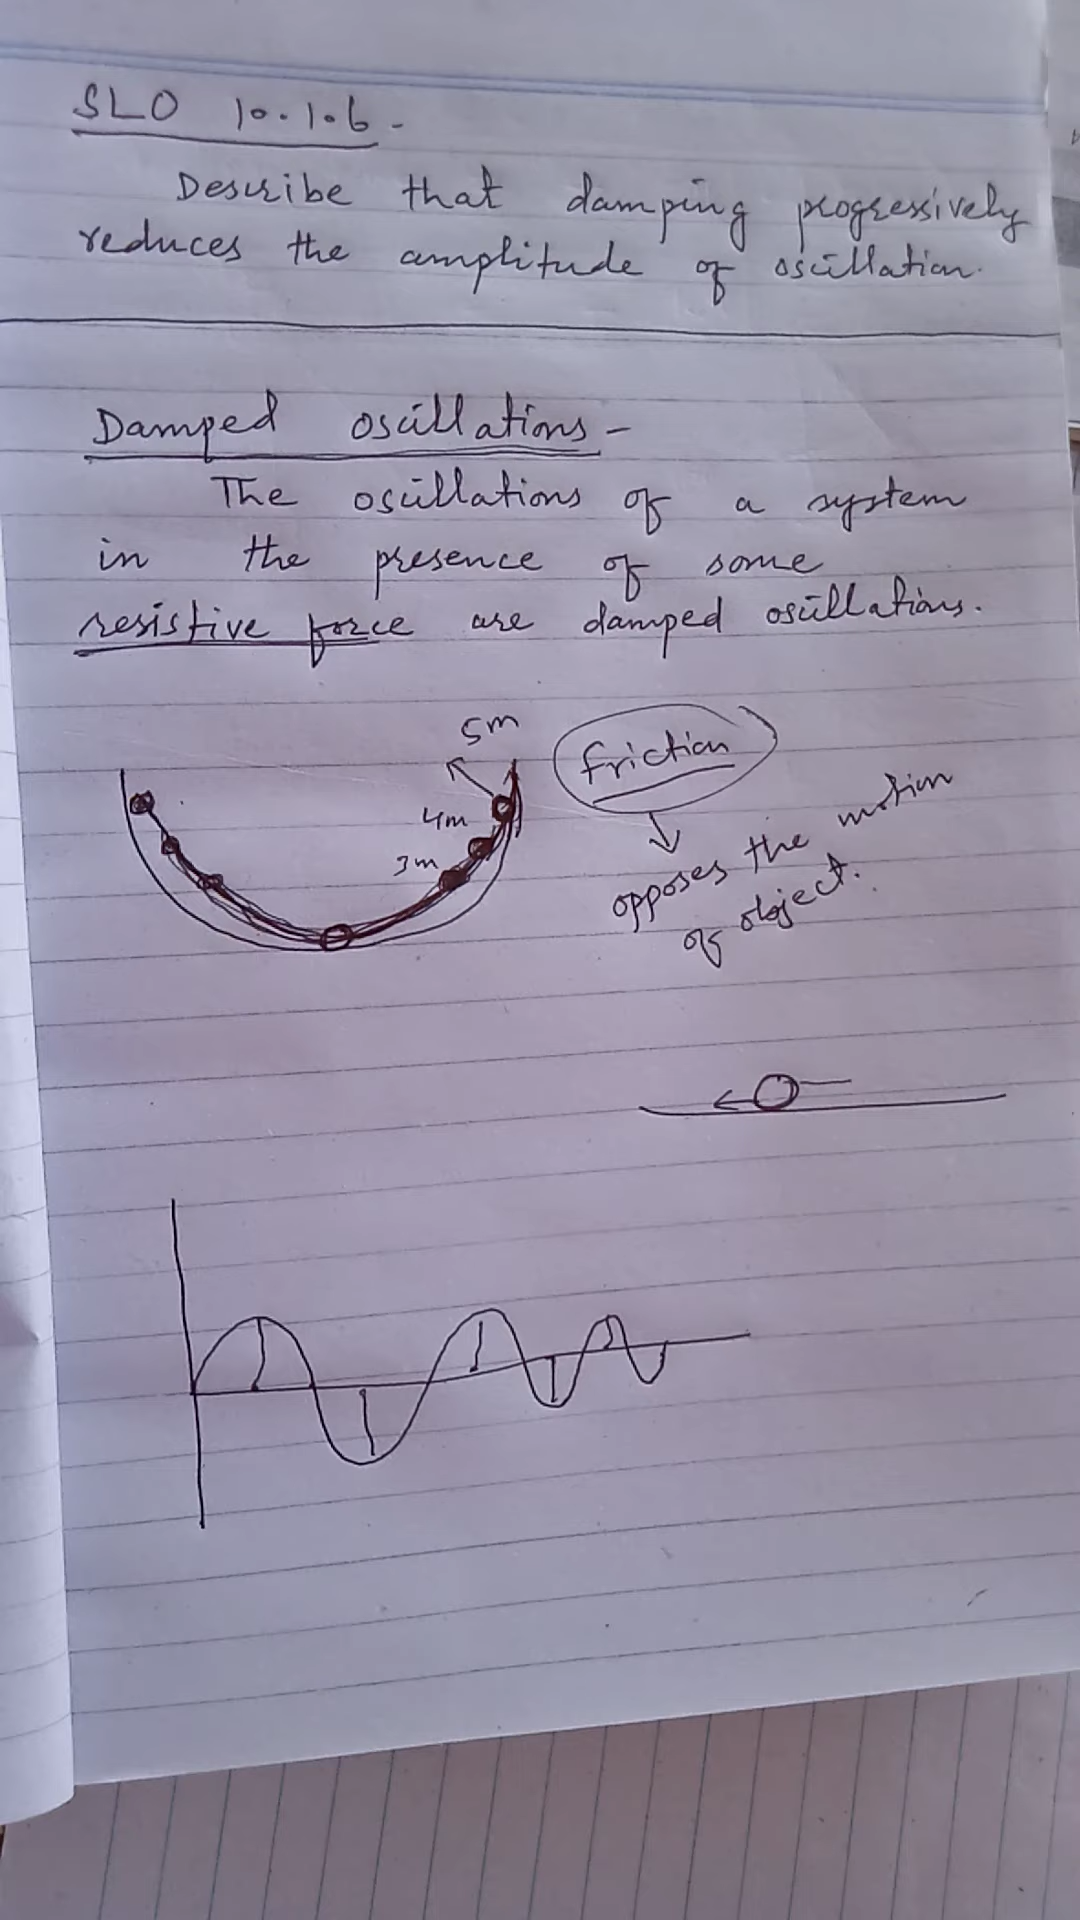 SLO 10.1.6-
Describe that damping progressively
reduces the amplitude of oscillation.
Damped oscillations-
The oscillations of a system
in the presence of some
resistive force are damped oscillations.
5m
friction
4m
3m
opposes the motion
of object.